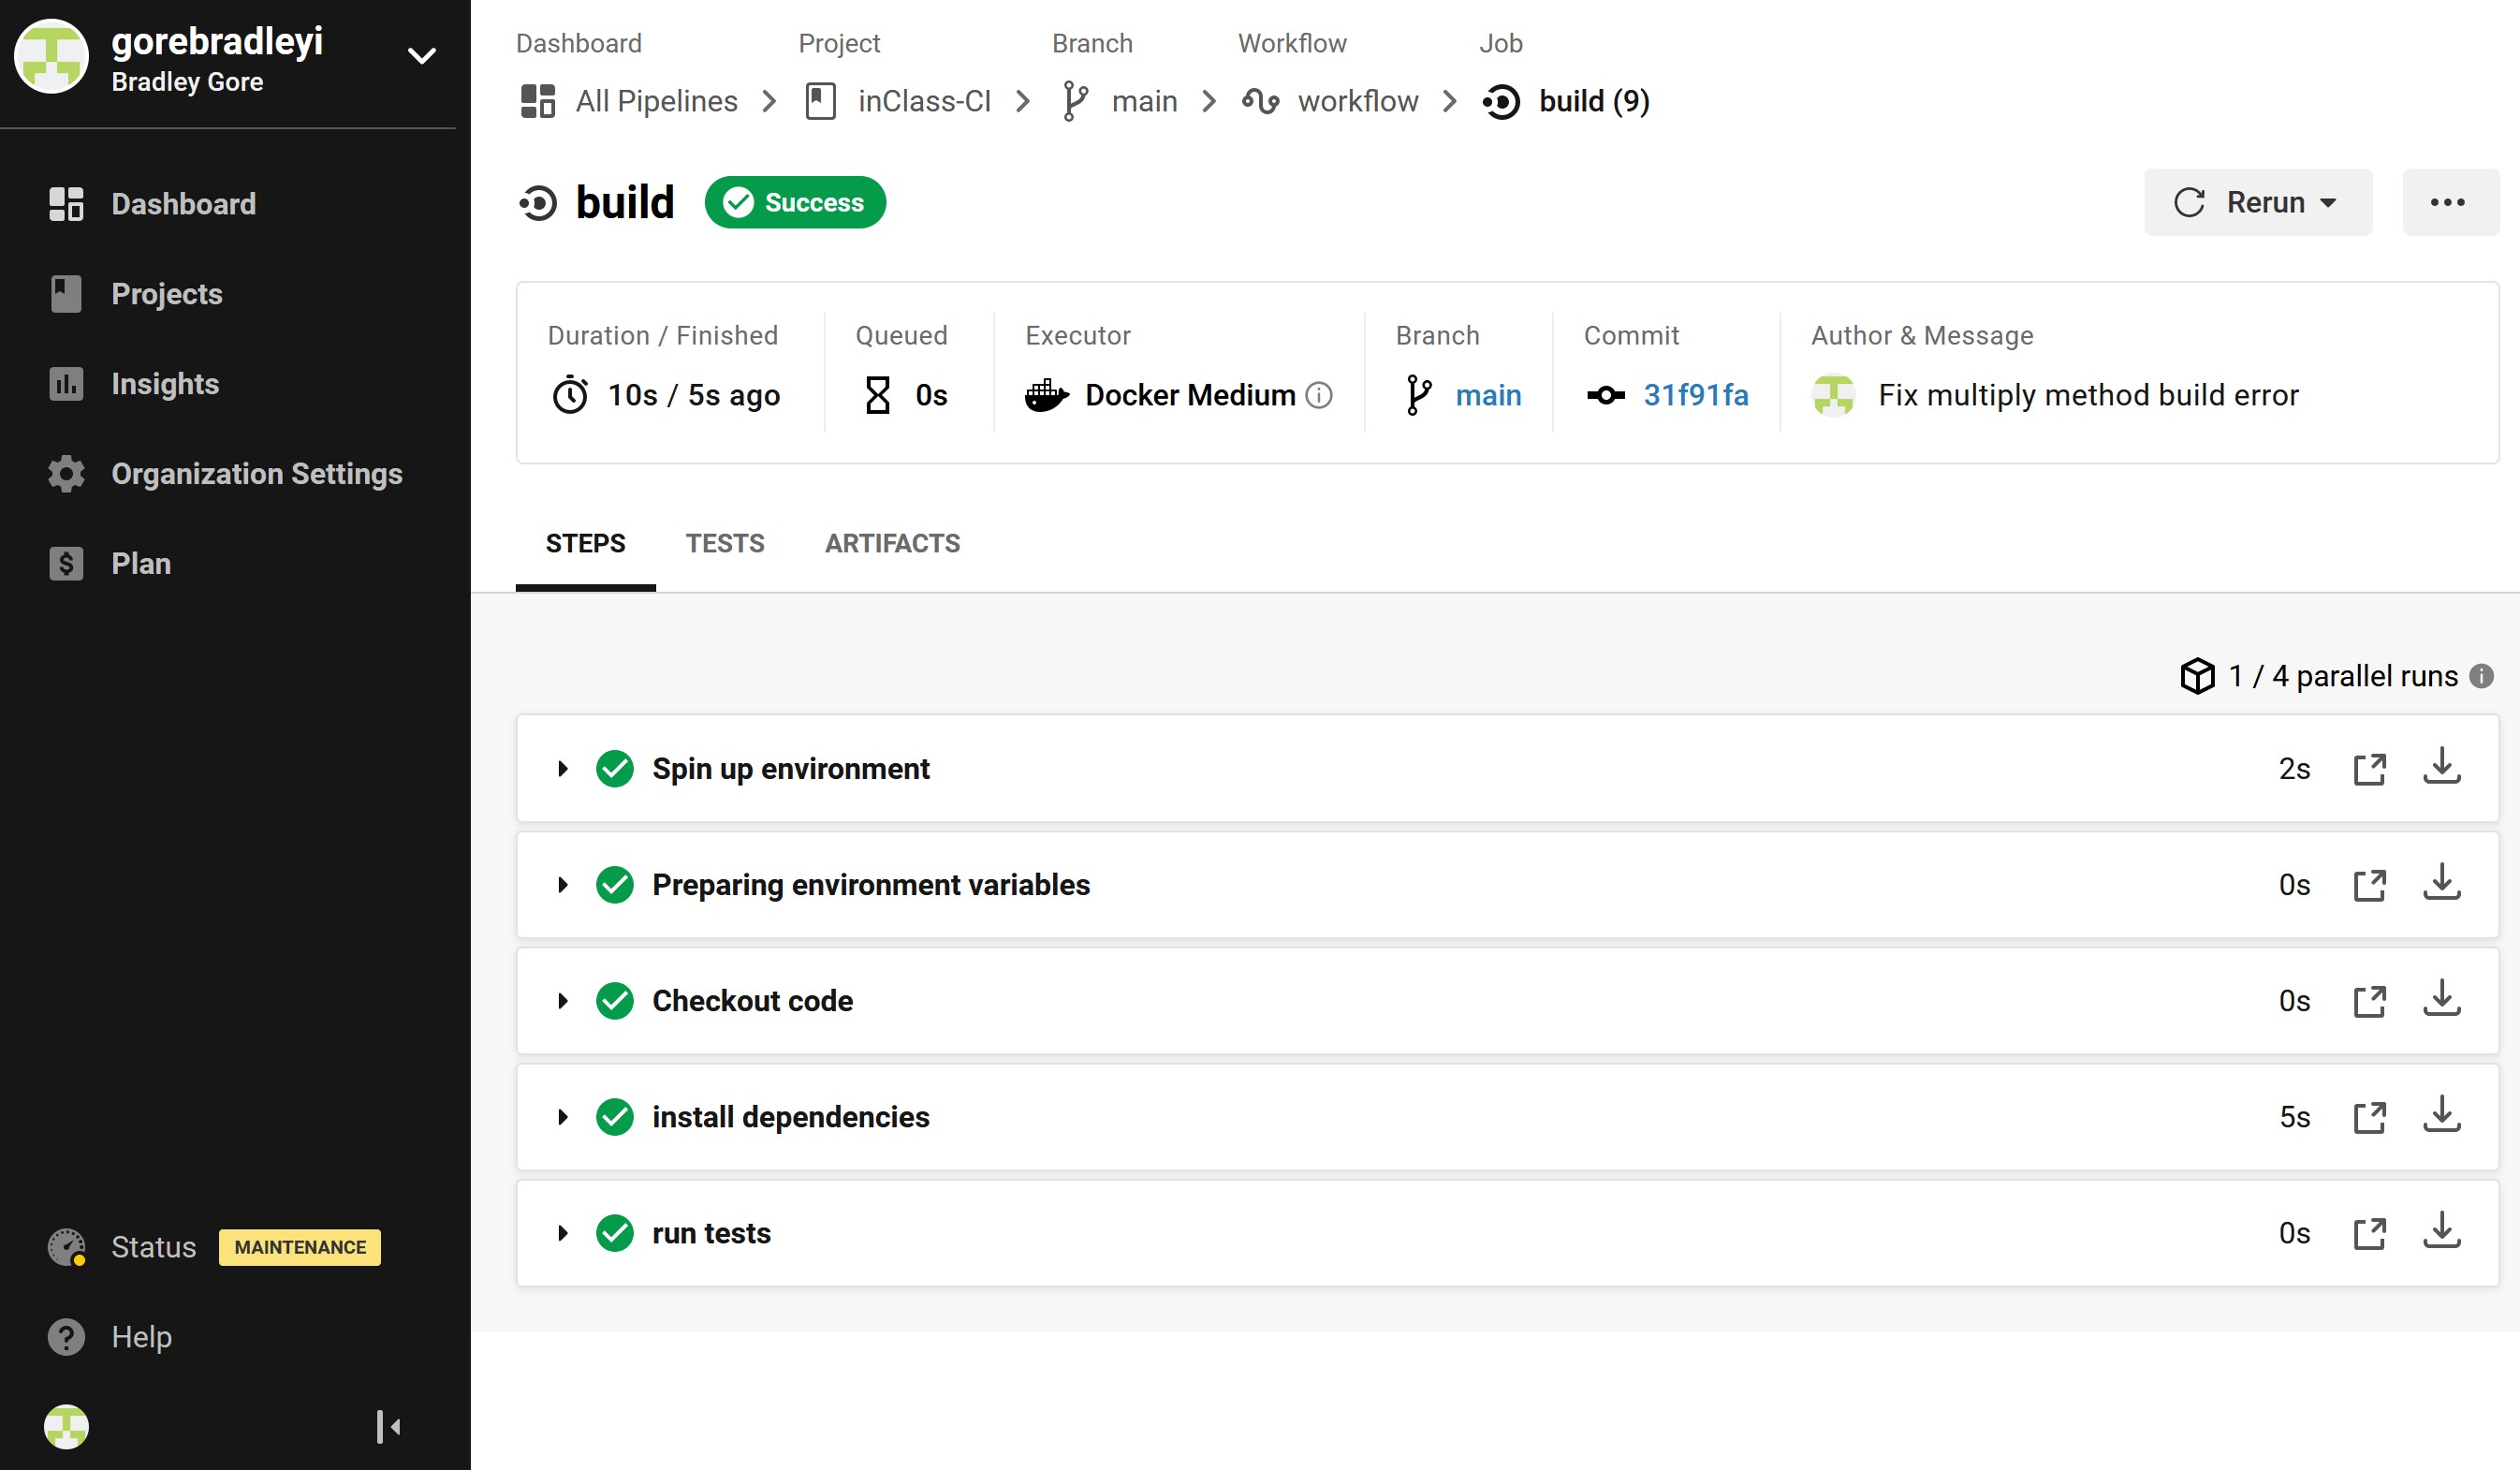 gorebradleyi
Bradley Gore
Dashboard
Projects
Insights
Organization Settings
Plan
Status MAINTENANCE
Help
Dashboard Project Branch Workflow Job
All Pipelines inClass-CI main workflow build (9)
build Success Rerun
Duration / Finished Queued Executor Branch Commit Author & Message
10s / 5s ago 0s Docker Medium main 31f91fa Fix multiply method build error
STEPS TESTS ARTIFACTS
1 / 4 parallel runs
Spin up environment 2s
Preparing environment variables 0s
Checkout code 0s
install dependencies 5s
run tests 0s